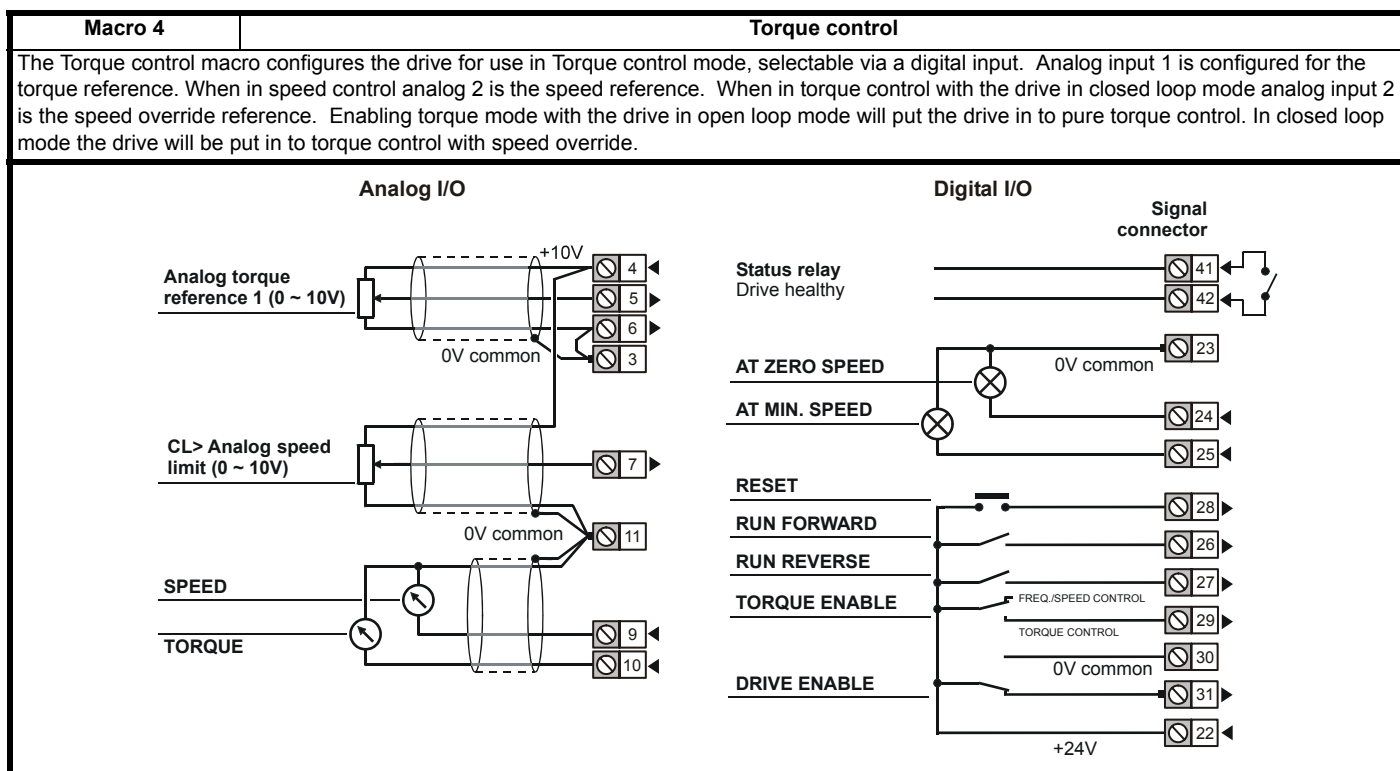 Macro 4
Torque control
The Torque control macro configures the drive for use in Torque control mode, selectable via a digital input.  Analog input 1 is configured for the
torque reference. When in speed control analog 2 is the speed reference.  When in torque control with the drive in closed loop mode analog input 2
is the speed override reference.  Enabling torque mode with the drive in open loop mode will put the drive in to pure torque control. In closed loop
mode the drive will be put in to torque control with speed override.
Analog I/O
+10V
Analog torque
reference 1 (0 ~ 10V)
4
5
6
3
0V common
CL> Analog speed
limit (0 ~ 10V)
7
0V common
11
SPEED
TORQUE
9
10
Digital I/O
Signal
connector
Status relay
Drive healthy
41
42
AT ZERO SPEED
0V common
23
AT MIN. SPEED
24
25
RESET
28
RUN FORWARD
26
RUN REVERSE
27
TORQUE ENABLE
FREQ./SPEED CONTROL
29
TORQUE CONTROL
30
0V common
DRIVE ENABLE
31
22
+24V